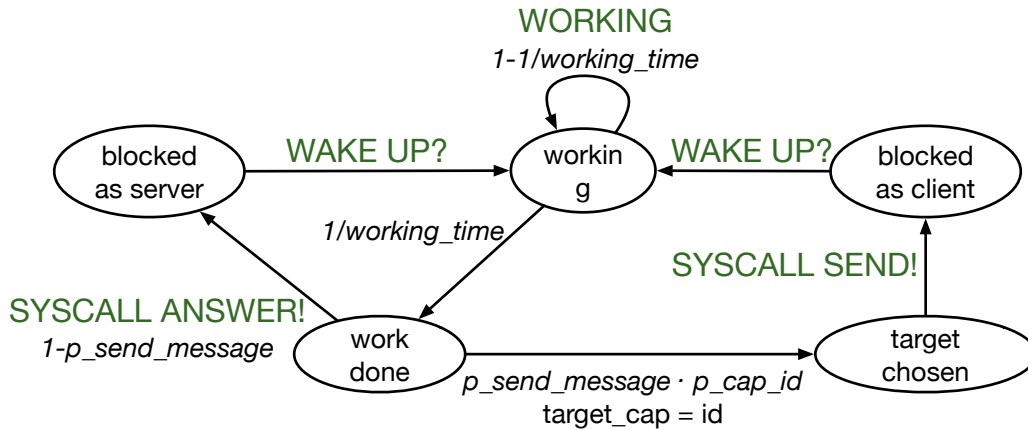 WORKING
1-1/working_time
blocked
as server
WAKE UP?
workin
g
WAKE UP?
blocked
as client
1/working_time
SYSCALL SEND!
SYSCALL ANSWER!
1-p_send_message
work
done
target
chosen
p_send_message · p_cap_id
target_cap = id